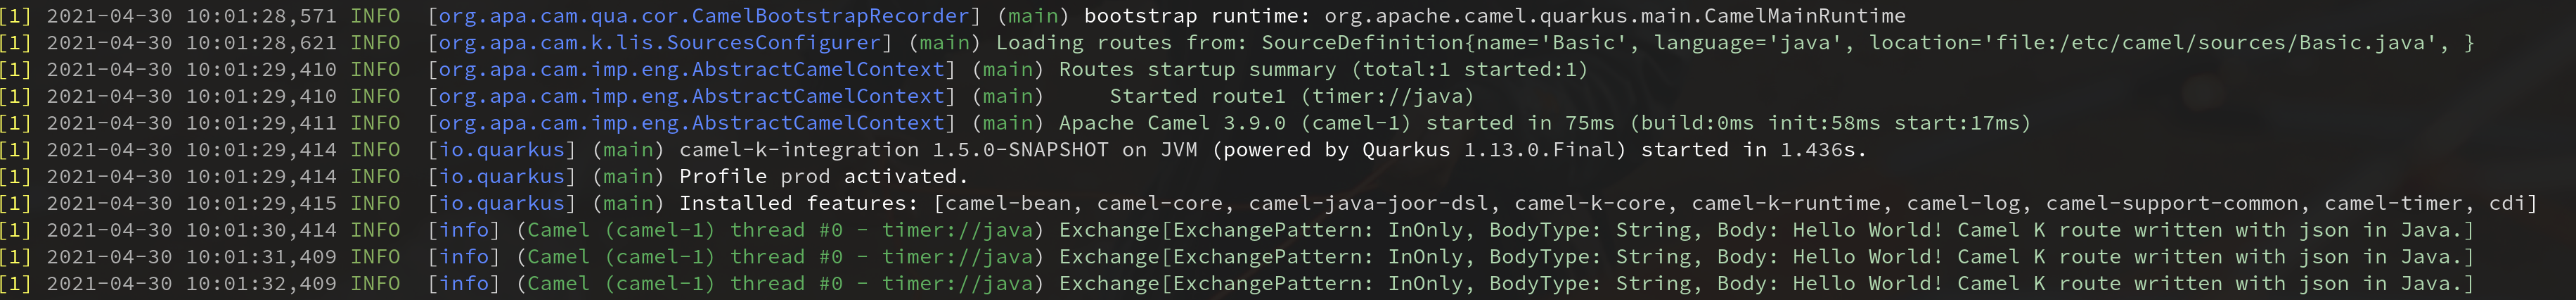 [1] 2021-04-30 10:01:28,571 INFO  [org.apa.cam.qua.cor.CamelBootstrapRecorder] (main) bootstrap runtime: org.apache.camel.quarkus.main.CamelMainRuntime
[1] 2021-04-30 10:01:28,621 INFO  [org.apa.cam.k.lis.SourcesConfigurer] (main) Loading routes from: SourceDefinition{name='Basic', language='java', location='file:/etc/camel/sources/Basic.java', }
[1] 2021-04-30 10:01:29,410 INFO  [org.apa.cam.imp.eng.AbstractCamelContext] (main) Routes startup summary (total:1 started:1)
[1] 2021-04-30 10:01:29,410 INFO  [org.apa.cam.imp.eng.AbstractCamelContext] (main)     Started route1 (timer://java)
[1] 2021-04-30 10:01:29,411 INFO  [org.apa.cam.imp.eng.AbstractCamelContext] (main) Apache Camel 3.9.0 (camel-1) started in 75ms (build:0ms init:58ms start:17ms)
[1] 2021-04-30 10:01:29,414 INFO  [io.quarkus] (main) camel-k-integration 1.5.0-SNAPSHOT on JVM (powered by Quarkus 1.13.0.Final) started in 1.436s.
[1] 2021-04-30 10:01:29,414 INFO  [io.quarkus] (main) Profile prod activated.
[1] 2021-04-30 10:01:29,415 INFO  [io.quarkus] (main) Installed features: [camel-bean, camel-core, camel-java-joor-dsl, camel-k-core, camel-k-runtime, camel-log, camel-support-common, camel-timer, cdi]
[1] 2021-04-30 10:01:30,414 INFO  [info] (Camel (camel-1) thread #0 - timer://java) Exchange[ExchangePattern: InOnly, BodyType: String, Body: Hello World! Camel K route written with json in Java.]
[1] 2021-04-30 10:01:31,409 INFO  [info] (Camel (camel-1) thread #0 - timer://java) Exchange[ExchangePattern: InOnly, BodyType: String, Body: Hello World! Camel K route written with json in Java.]
[1] 2021-04-30 10:01:32,409 INFO  [info] (Camel (camel-1) thread #0 - timer://java) Exchange[ExchangePattern: InOnly, BodyType: String, Body: Hello World! Camel K route written with json in Java.]